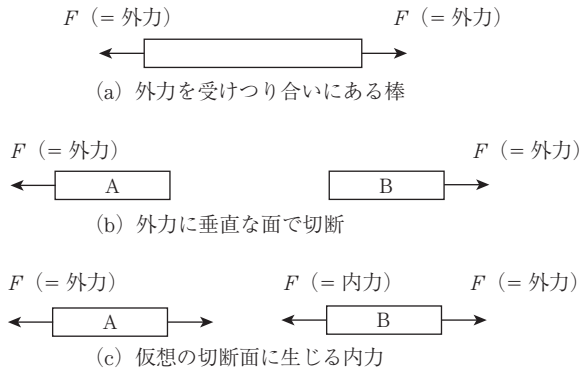 F（= 外力） F（= 外力）
(a) 外力を受けつり合いにある棒
F（= 外力） F（= 外力）
A B
(b) 外力に垂直な面で切断
F（= 外力） F（= 内力） F（= 外力）
A B
(c) 仮想の切断面に生じる内力